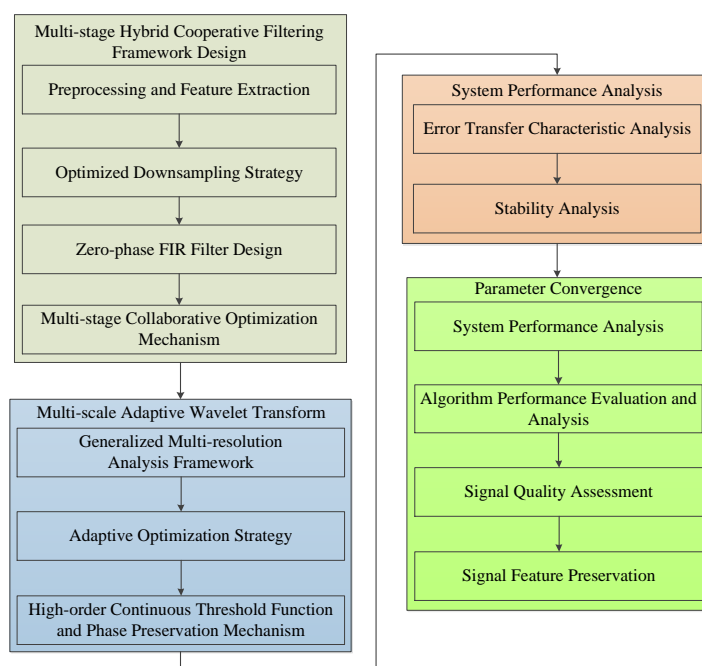 Multi-stage Hybrid Cooperative Filtering
Framework Design
Preprocessing and Feature Extraction
Optimized Downsampling Strategy
Zero-phase FIR Filter Design
Multi-stage Collaborative Optimization
Mechanism
Multi-scale Adaptive Wavelet Transform
Generalized Multi-resolution
Analysis Framework
Adaptive Optimization Strategy
High-order Continuous Threshold Function
and Phase Preservation Mechanism
System Performance Analysis
Error Transfer Characteristic Analysis
Stability Analysis
Parameter Convergence
System Performance Analysis
Algorithm Performance Evaluation and
Analysis
Signal Quality Assessment
Signal Feature Preservation